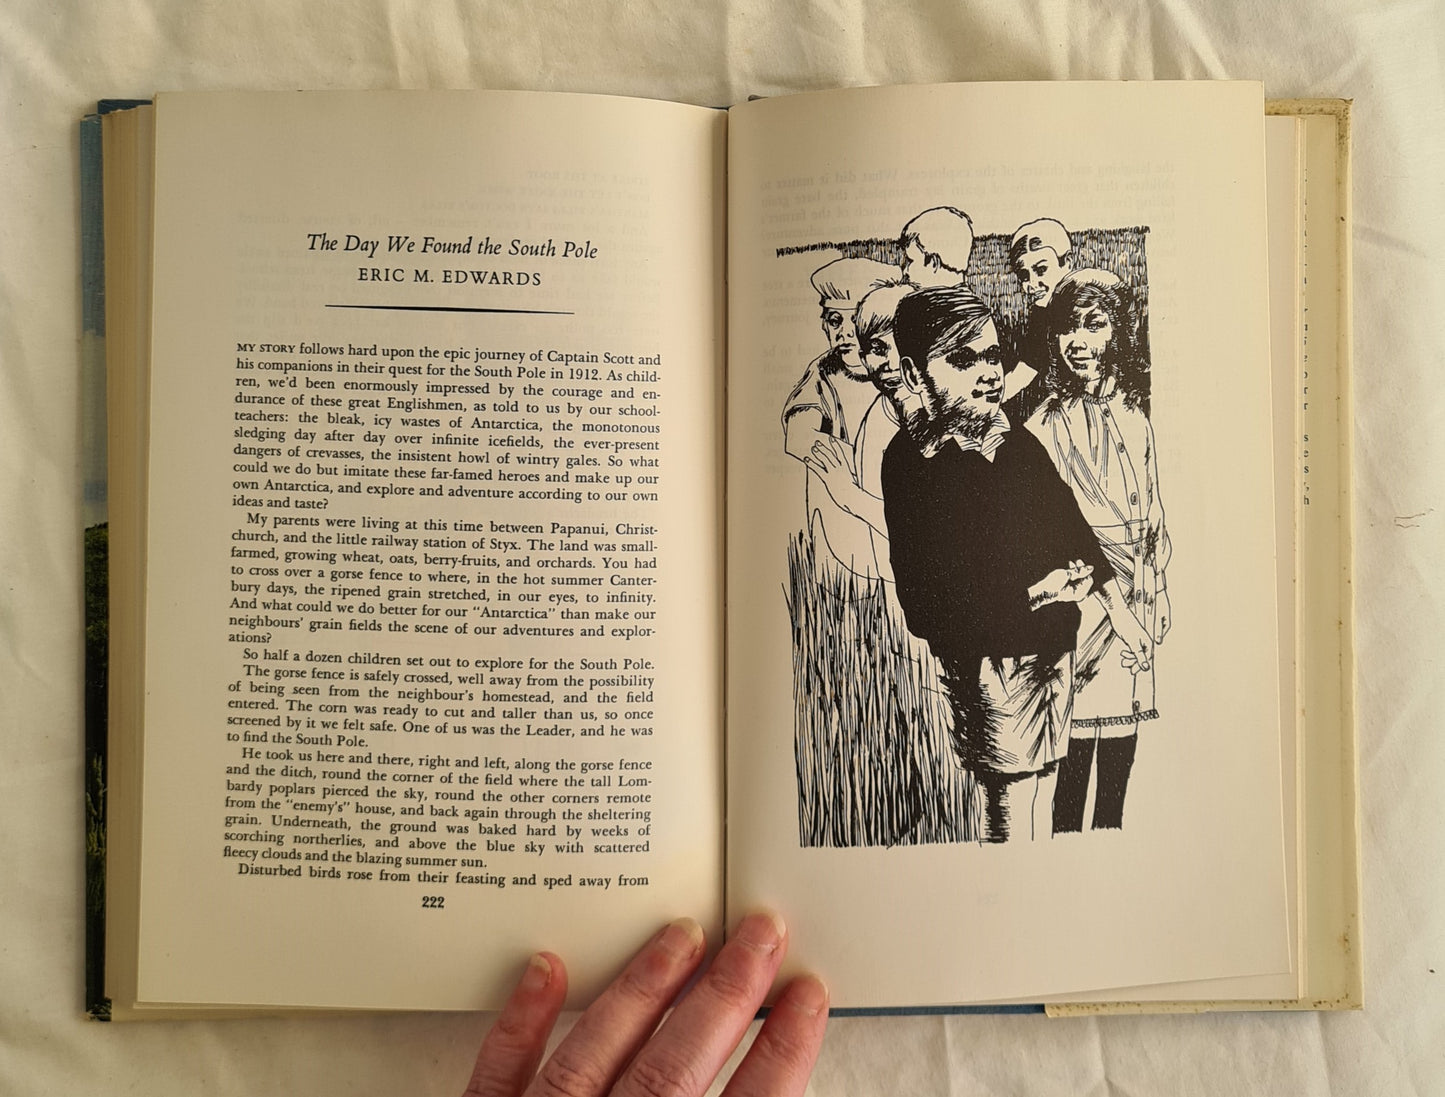 The Day We Found the South Pole
ERIC M. EDWARDS
MY STORY follows hard upon the epic journey of Captain Scott and
his companions in their quest for the South Pole in 1912. As child-
ren, we'd been enormously impressed by the courage and en-
durance of these great Englishmen, as told to us by our school-
teachers: the bleak, icy wastes of Antarctica, the monotonous
sledging day after day over infinite icefields, the ever-present
dangers of crevasses, the insistent howl of wintry gales. So what
could we do but imitate these far-famed heroes and make up our
own Antarctica, and explore and adventure according to our own
ideas and taste?
My parents were living at this time between Papanui, Christ-
church, and the little railway station of Styx. The land was small-
farmed, growing wheat, oats, berry-fruits, and orchards. You had
to cross over a gorse fence to where, in the hot summer Canter-
bury days, the ripened grain stretched, in our eyes, to infinity.
And what could we do better for our "Antarctica" than make our
neighbours' grain fields the scene of our adventures and explor-
ations?
So half a dozen children set out to explore for the South Pole.
The gorse fence is safely crossed, well away from the possibility
of being seen from the neighbour's homestead, and the field
entered. The corn was ready to cut and taller than us, so once
screened by it we felt safe. One of us was the Leader, and he was
to find the South Pole.
He took us here and there, right and left, along the gorse fence
and the ditch, round the corner of the field where the tall Lom-
bardy poplars pierced the sky, round the other corners remote
from the "enemy's" house, and back again through the sheltering
grain. Underneath, the ground was baked hard by weeks of
scorching northerlies, and above the blue sky with scattered
fleecy clouds and the blazing summer sun.
Disturbed birds rose from their feasting and sped away from
222